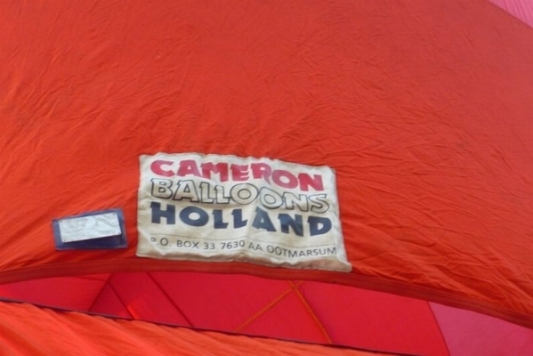 CAMERON
BALLOONS
HOLLAND
P.O. BOX 33 7630 AA OOTMARSUM